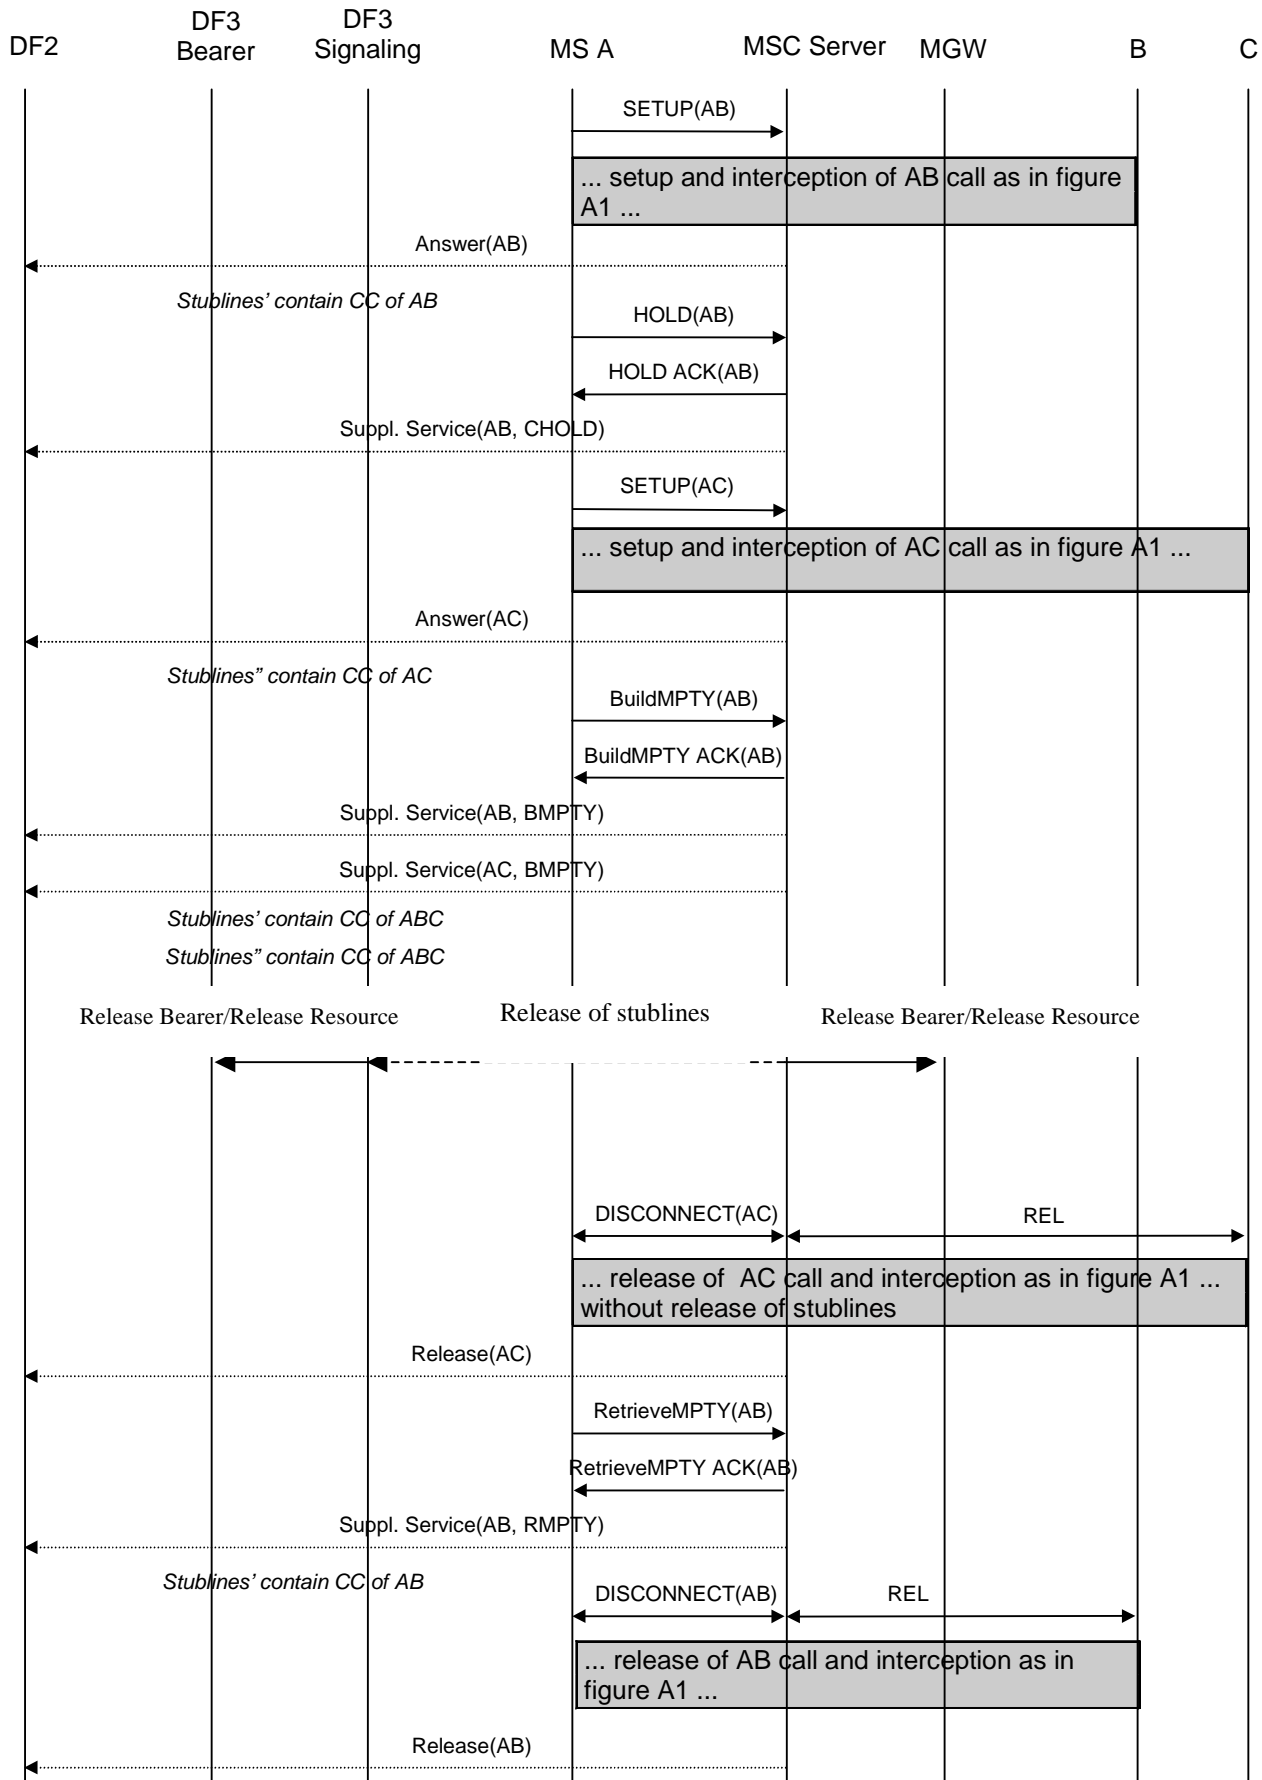 DF2
DF3
Bearer
DF3
Signaling
MS A
MSC Server
MGW
B
C
SETUP(AB)
... setup and interception of AB call as in figure
A1 ...
Answer(AB)
Stublines’ contain CC of AB
HOLD(AB)
HOLD ACK(AB)
Suppl. Service(AB, CHOLD)
SETUP(AC)
... setup and interception of AC call as in figure A1 ...
Answer(AC)
Stublines” contain CC of AC
BuildMPTY(AB)
BuildMPTY ACK(AB)
Suppl. Service(AB, BMPTY)
Suppl. Service(AC, BMPTY)
Stublines’ contain CC of ABC
Stublines” contain CC of ABC
Release Bearer/Release Resource
Release of stublines
Release Bearer/Release Resource
DISCONNECT(AC)
REL
... release of AC call and interception as in figure A1 ...
without release of stublines
Release(AC)
RetrieveMPTY(AB)
RetrieveMPTY ACK(AB)
Suppl. Service(AB, RMPTY)
Stublines’ contain CC of AB
DISCONNECT(AB)
REL
... release of AB call and interception as in
figure A1 ...
Release(AB)